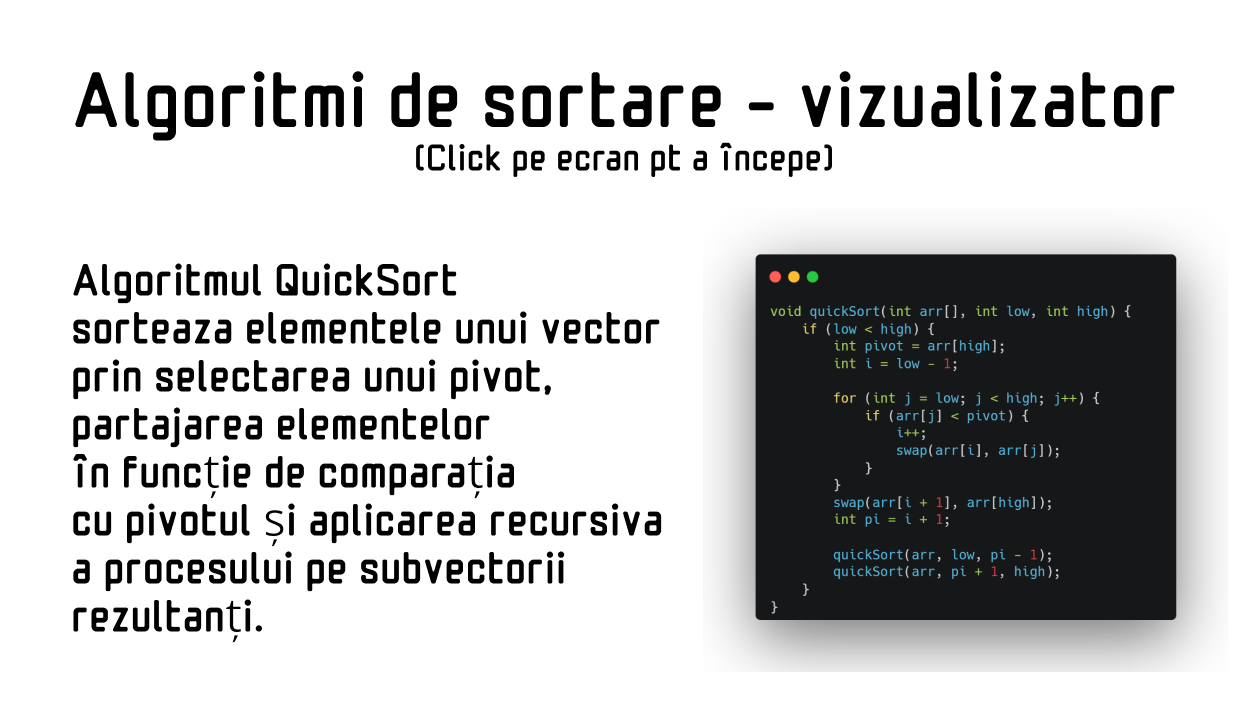 Algoritmi de sortare - vizualizator
(Click pe ecran pt a începe)
Algoritmul QuickSort
sorteaza elementele unui vector
prin selectarea unui pivot,
partajarea elementelor
în funcție de comparația
cu pivotul și aplicarea recursiva
a procesului pe subvectorii
rezultanți.
void quickSort(int arr[], int low, int high) {
    if (low < high) {
        int pivot = arr[high];
        int i = low - 1;

        for (int j = low; j < high; j++) {
            if (arr[j] < pivot) {
                i++;
                swap(arr[i], arr[j]);
            }
        }
        swap(arr[i + 1], arr[high]);
        int pi = i + 1;

        quickSort(arr, low, pi - 1);
        quickSort(arr, pi + 1, high);
    }
}